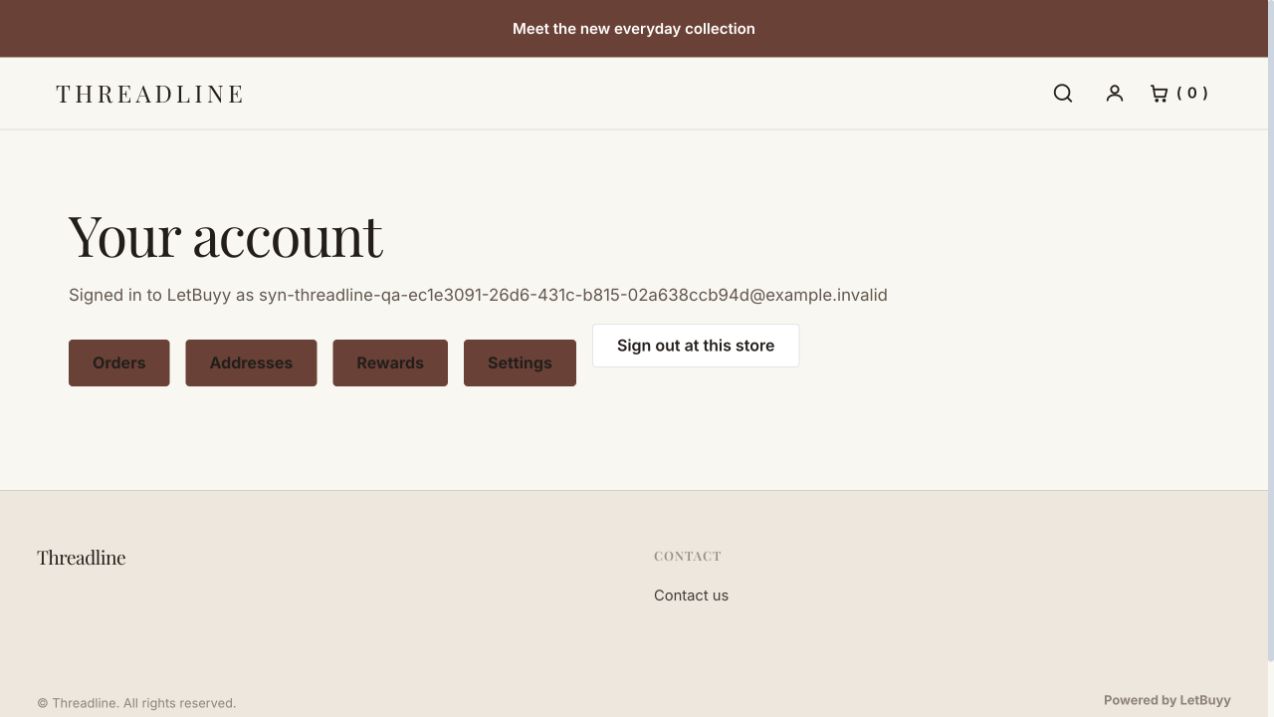 Meet the new everyday collection
THREADLINE
( 0 )
Your account
Signed in to LetBuyy as syn-threadline-qa-ec1e3091-26d6-431c-b815-02a638ccb94d@example.invalid
Orders Addresses Rewards Settings Sign out at this store
Threadline
CONTACT
Contact us
© Threadline. All rights reserved.
Powered by LetBuyy